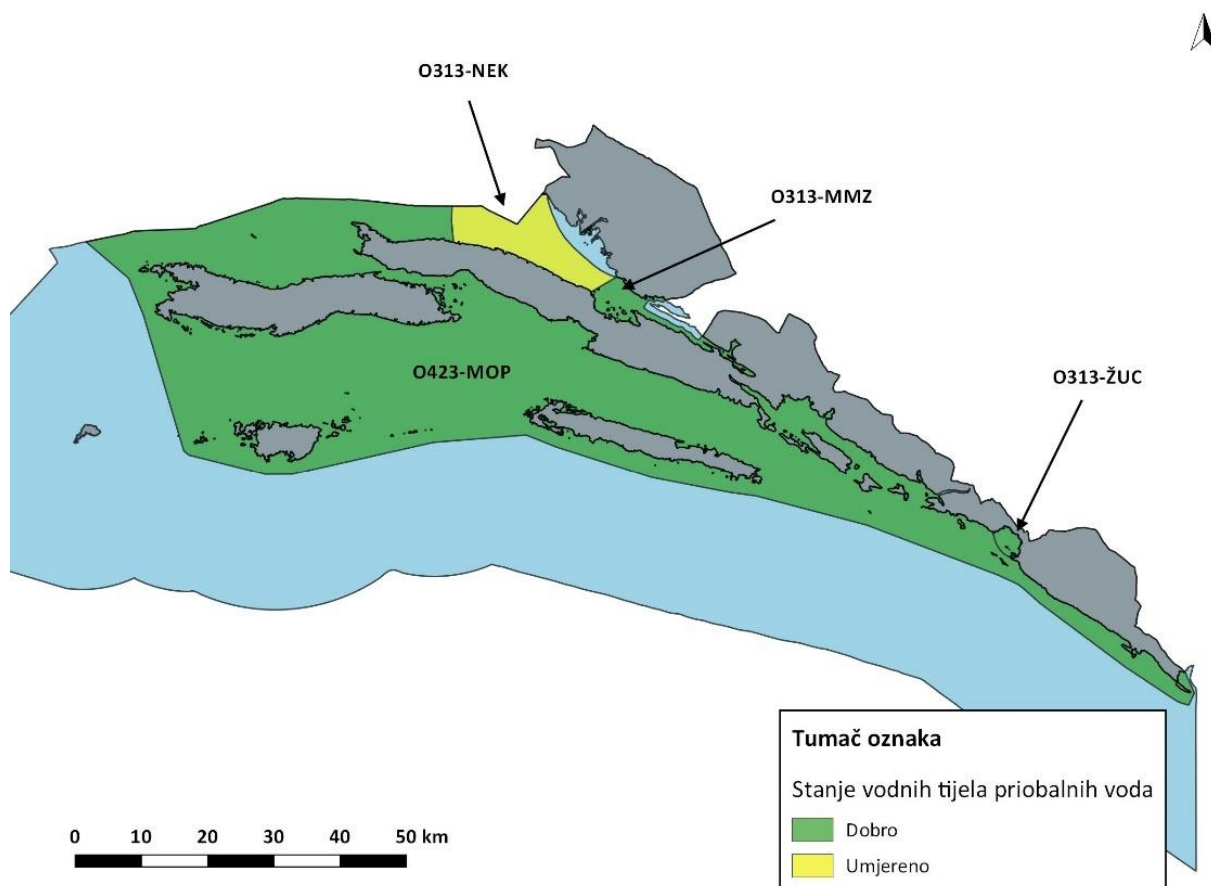 O313-NEK
O313-MMZ
O423-MOP
O313-ŽUC
Tumač oznaka
Stanje vodnih tijela priobalnih voda
Dobro
Umjereno
0 10 20 30 40 50 km